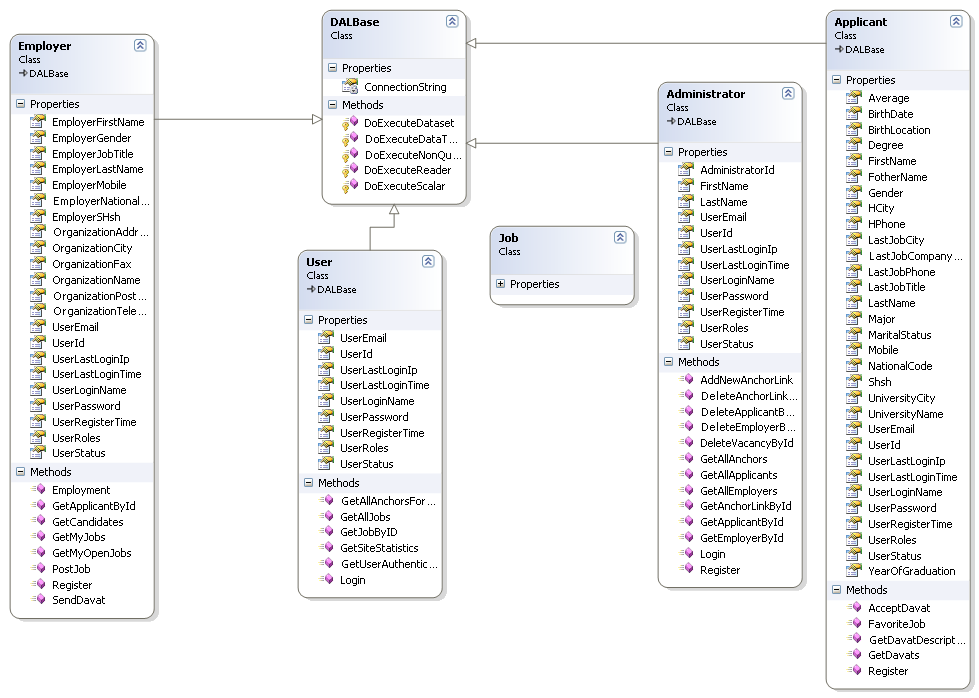 Employer
Class
DALBase
Properties
EmployerFirstName
EmployerGender
EmployerJobTitle
EmployerLastName
EmployerMobile
EmployerNational...
EmployerSHsh
OrganizationAddr...
OrganizationCity
OrganizationFax
OrganizationName
OrganizationPost...
OrganizationTele...
UserEmail
UserId
UserLastLoginIp
UserLastLoginTime
UserLoginName
UserPassword
UserRegisterTime
UserRoles
UserStatus
Methods
Employment
GetApplicantById
GetCandidates
GetMyJobs
GetMyOpenJobs
PostJob
Register
SendDavat
DALBase
Class
Properties
ConnectionString
Methods
DoExecuteDataset
DoExecuteDataT...
DoExecuteNonQu...
DoExecuteReader
DoExecuteScalar
User
Class
DALBase
Properties
UserEmail
UserId
UserLastLoginIp
UserLastLoginTime
UserLoginName
UserPassword
UserRegisterTime
UserRoles
UserStatus
Methods
GetAllAnchorsFor...
GetAllJobs
GetJobByID
GetSiteStatistics
GetUserAuthentic...
Login
Job
Class
Properties
Administrator
Class
DALBase
Properties
AdministratorId
FirstName
LastName
UserEmail
UserId
UserLastLoginIp
UserLastLoginTime
UserLoginName
UserPassword
UserRegisterTime
UserRoles
UserStatus
Methods
AddNewAnchorLink
DeleteAnchorLink...
DeleteApplicantB...
DeleteEmployerB...
DeleteVacancyById
GetAllAnchors
GetAllApplicants
GetAllEmployers
GetAnchorLinkById
GetApplicantById
GetEmployerById
Login
Register
Applicant
Class
DALBase
Properties
Average
BirthDate
BirthLocation
Degree
FirstName
FotherName
Gender
HCity
HPhone
LastJobCity
LastJobCompany...
LastJobPhone
LastJobTitle
LastName
Major
MaritalStatus
Mobile
NationalCode
Shsh
UniversityCity
UniversityName
UserEmail
UserId
UserLastLoginIp
UserLastLoginTime
UserLoginName
UserPassword
UserRegisterTime
UserRoles
UserStatus
YearOfGraduation
Methods
AcceptDavat
FavoriteJob
GetDavatDescript...
GetDavats
Register